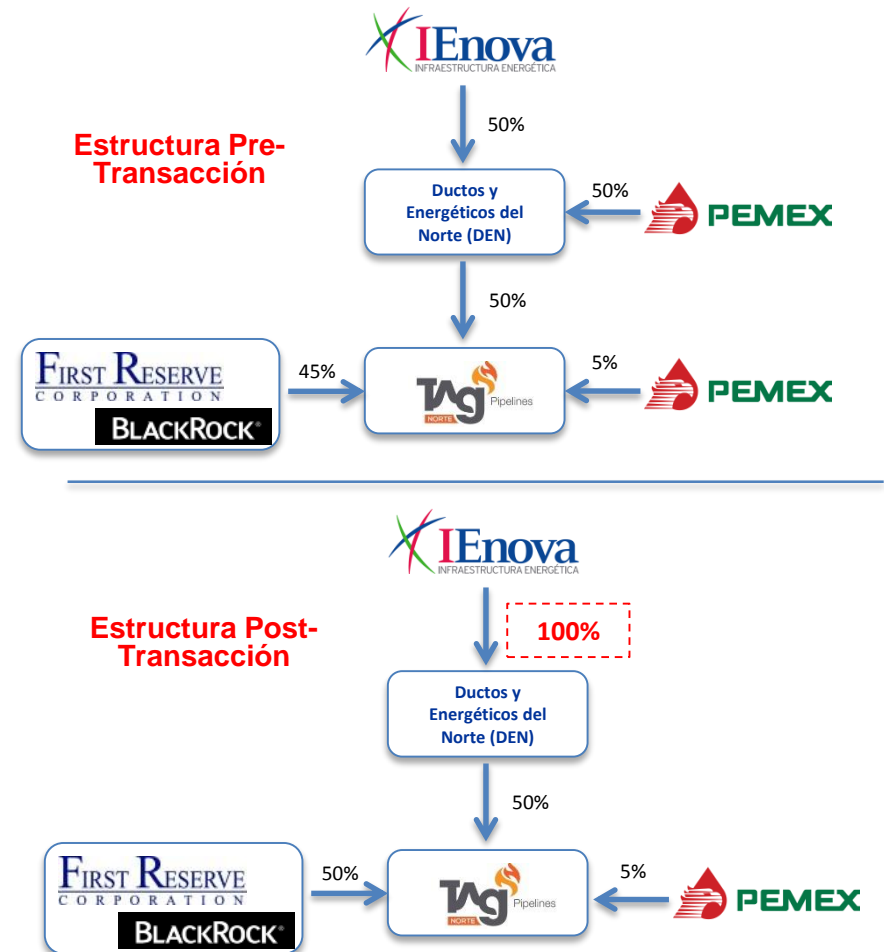 IEnova
INFRAESTRUCTURA ENERGÉTICA
50%
Estructura Pre-
Transacción
Ductos y
Energéticos del
Norte (DEN)
50%
PEMEX
50%
FIRST RESERVE
CORPORATION
BLACKROCK®
45%
TAg
Pipelines
NORTE
5%
PEMEX
IEnova
INFRAESTRUCTURA ENERGÉTICA
Estructura Post-
Transacción
100%
Ductos y
Energéticos del
Norte (DEN)
50%
FIRST RESERVE
CORPORATION
BLACKROCK®
50%
TAg
Pipelines
NORTE
5%
PEMEX